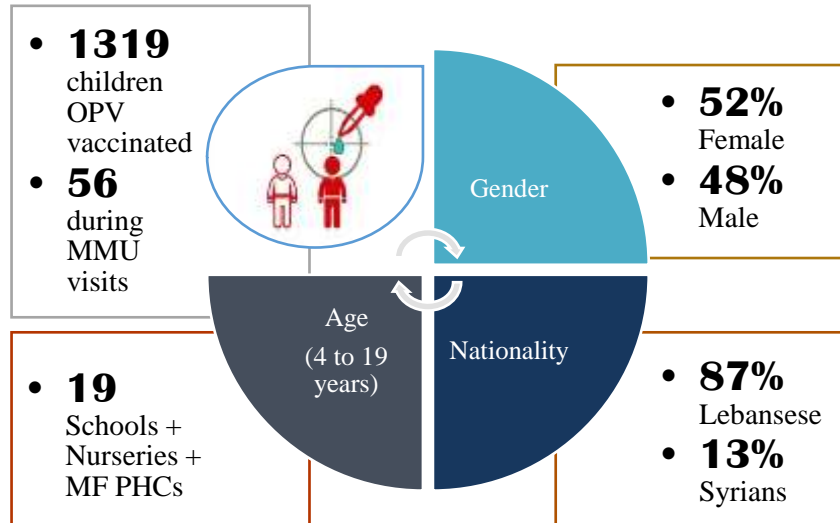 • 1319
children
OPV
vaccinated
• 56
during
MMU
visits
Gender
• 52%
Female
• 48%
Male
Age
(4 to 19
years)
• 19
Schools +
Nurseries +
MF PHCs
Nationality
• 87%
Lebansese
• 13%
Syrians